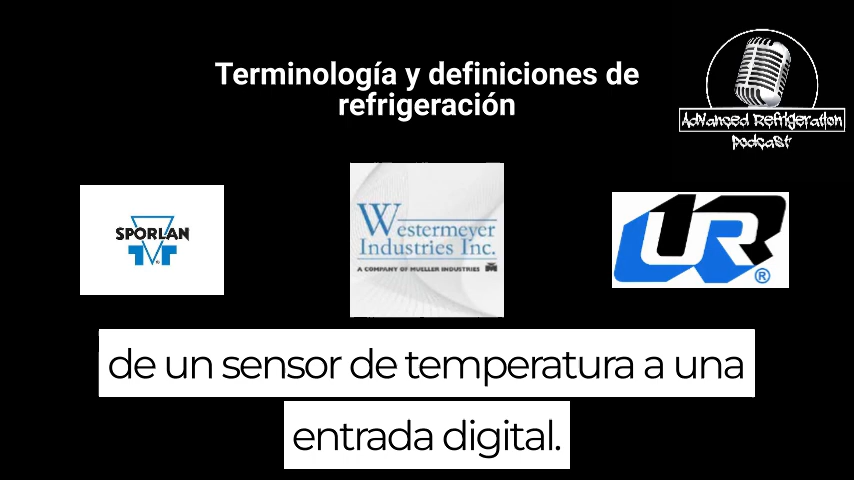 Terminología y definiciones de
refrigeración
Advanced Refrigeration
Podcast
SPORLAN
Westermeyer
Industries Inc.
A COMPANY OF MUELLER INDUSTRIES
UR
®
de un sensor de temperatura a una
entrada digital.